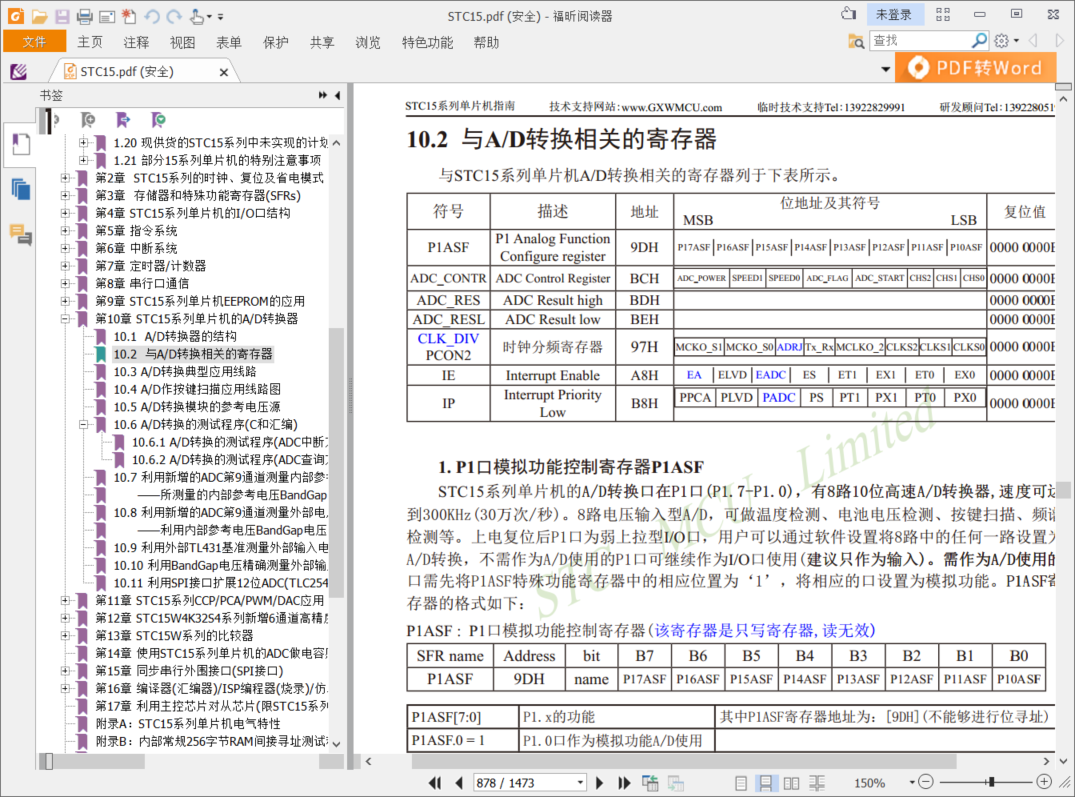 STC15.pdf (安全) - 福昕阅读器
未登录
文件 主页 注释 视图 表单 保护 共享 浏览 特色功能 帮助
查找
STC15.pdf (安全)
PDF转Word
书签
1.20 现供货的STC15系列中未实现的计划
1.21 部分15系列单片机的特别注意事项
第2章 STC15系列的时钟、复位及省电模式
第3章 存储器和特殊功能寄存器(SFRs)
第4章 STC15系列单片机的I/O口结构
第5章 指令系统
第6章 中断系统
第7章 定时器/计数器
第8章 串行口通信
第9章 STC15系列单片机EEPROM的应用
第10章 STC15系列单片机的A/D转换器
10.1 A/D转换器的结构
10.2 与A/D转换相关的寄存器
10.3 A/D转换典型应用线路
10.4 A/D作按键扫描应用线路图
10.5 A/D转换模块的参考电压源
10.6 A/D转换的测试程序(C和汇编)
10.6.1 A/D转换的测试程序(ADC中断
10.6.2 A/D转换的测试程序(ADC查询
10.7 利用新增的ADC第9通道测量内部参
——所测量的内部参考电压BandGap
10.8 利用新增的ADC第9通道测量外部电
——利用内部参考电压BandGap电压
10.9 利用外部TL431基准测量外部输入电
10.10 利用BandGap电压精确测量外部输
10.11 利用SPI接口扩展12位ADC(TLC254
第11章 STC15系列CCP/PCA/PWM/DAC应用
第12章 STC15W4K32S4系列新增6通道高精度
第13章 STC15W系列的比较器
第14章 使用STC15系列单片机的ADC做电容
第15章 同步串行外围接口(SPI接口)
第16章 编译器(汇编器)/ISP编程器(烧录)/仿
第17章 利用主控芯片对从芯片(限STC15系列
附录A：STC15系列单片机电气特性
附录B：内部常规256字节RAM间接寻址测试
STC15系列单片机指南 技术支持网站:www.GXWMCU.com 临时技术支持Tel:13922829991 研发顾问Tel:139228051
10.2 与A/D转换相关的寄存器
与STC15系列单片机A/D转换相关的寄存器列于下表所示。
符号 描述 地址 位地址及其符号 MSB LSB 复位值
P1ASF P1 Analog Function Configure register 9DH P17ASF P16ASF P15ASF P14ASF P13ASF P12ASF P11ASF P10ASF 0000 0000B
ADC_CONTR ADC Control Register BCH ADC_POWER SPEED1 SPEED0 ADC_FLAG ADC_START CHS2 CHS1 CHS0 0000 0000B
ADC_RES ADC Result high BDH 0000 0000B
ADC_RESL ADC Result low BEH 0000 0000B
CLK_DIV PCON2 时钟分频寄存器 97H MCKO_S1 MCKO_S0 ADRJ Tx_Rx MCLKO_2 CLKS2 CLKS1 CLKS0 0000 0000B
IE Interrupt Enable A8H EA ELVD EADC ES ET1 EX1 ET0 EX0 0000 0000B
IP Interrupt Priority Low B8H PPCA PLVD PADC PS PT1 PX1 PT0 PX0 0000 0000B
STC MCU Limited
1. P1口模拟功能控制寄存器P1ASF
STC15系列单片机的A/D转换口在P1口(P1.7-P1.0)，有8路10位高速A/D转换器,速度可达
到300KHz(30万次/秒)。8路电压输入型A/D，可做温度检测、电池电压检测、按键扫描、频谱
检测等。上电复位后P1口为弱上拉型I/O口，用户可以通过软件设置将8路中的任何一路设置为
A/D转换，不需作为A/D使用的P1口可继续作为I/O口使用(建议只作为输入)。需作为A/D使用的
口需先将P1ASF特殊功能寄存器中的相应位置为‘1’，将相应的口设置为模拟功能。P1ASF寄
存器的格式如下：
P1ASF : P1口模拟功能控制寄存器(该寄存器是只写寄存器,读无效)
SFR name Address bit B7 B6 B5 B4 B3 B2 B1 B0
P1ASF 9DH name P17ASF P16ASF P15ASF P14ASF P13ASF P12ASF P11ASF P10ASF
P1ASF[7:0] P1.x的功能 其中P1ASF寄存器地址为：[9DH](不能够进行位寻址)
P1ASF.0 = 1 P1.0口作为模拟功能A/D使用
878 / 1473 150%